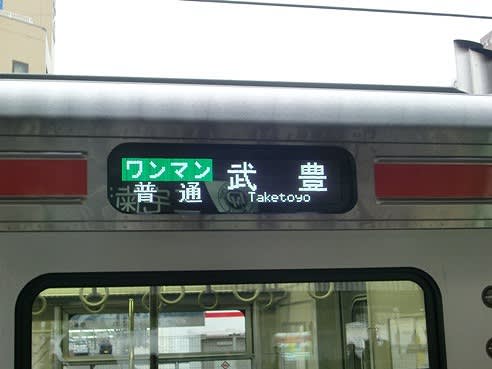 ワンマン
普通 武豊
Taketoyo